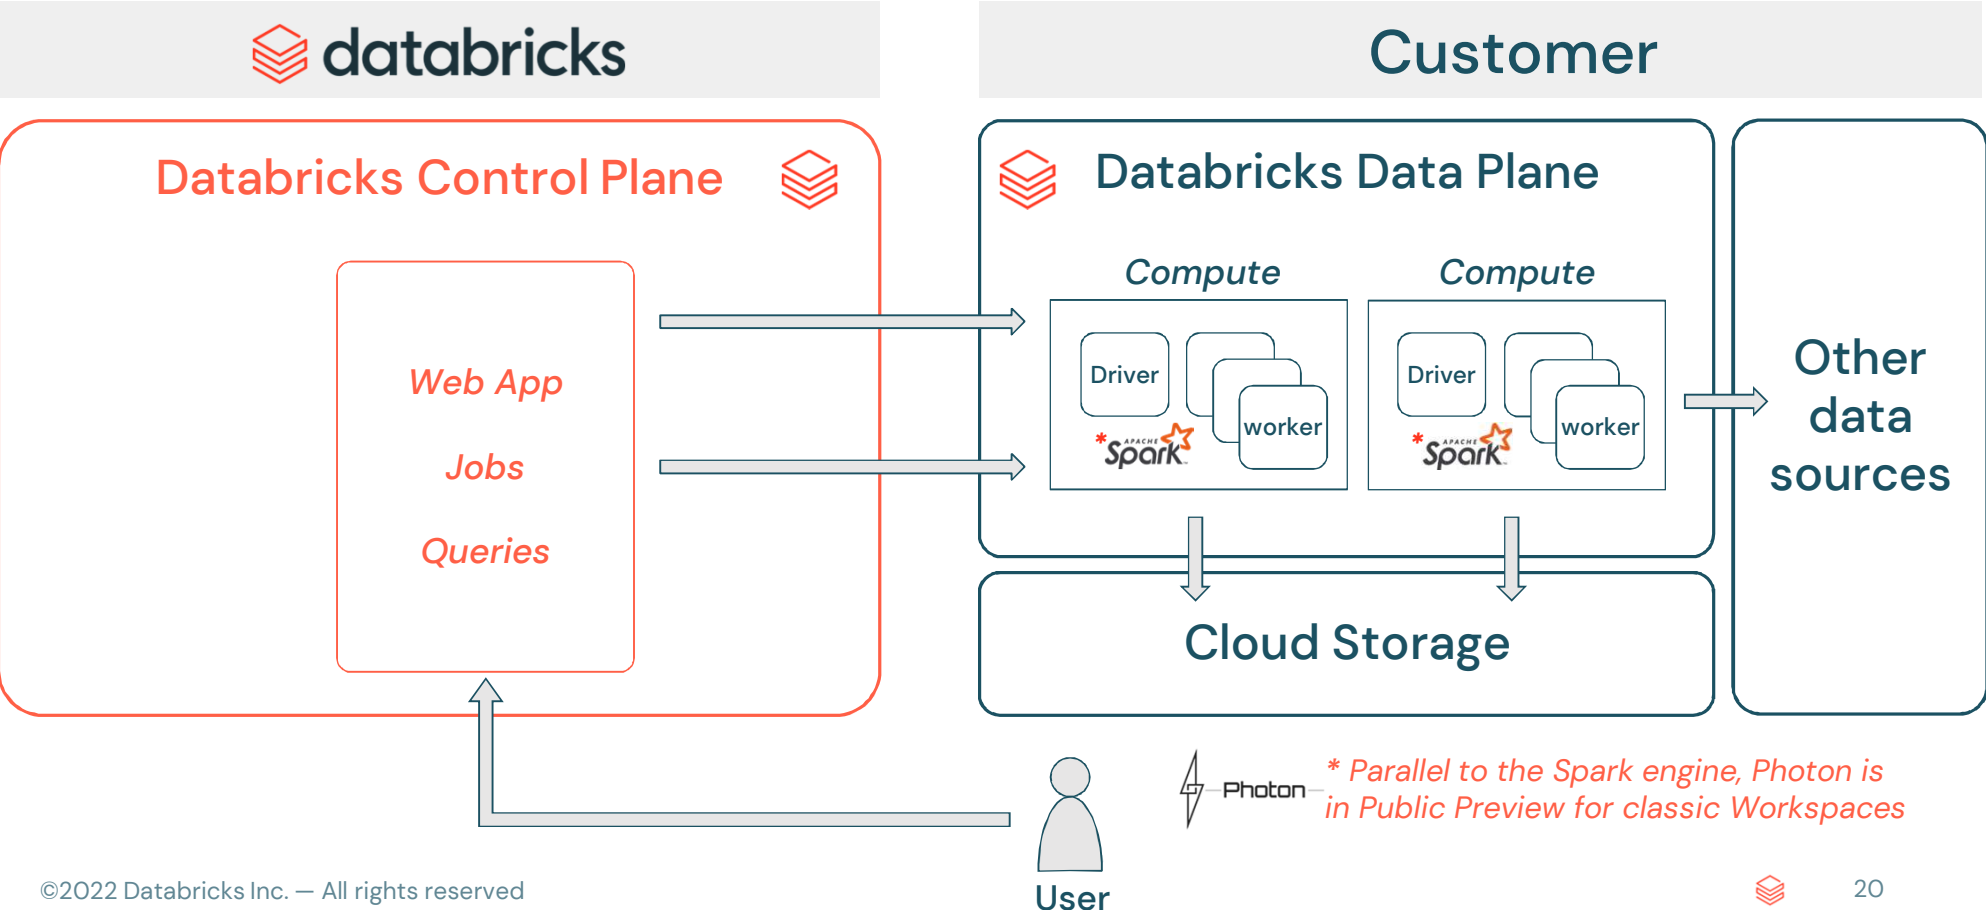 databricks
Customer
Databricks Control Plane
Web App
Jobs
Queries
Databricks Data Plane
Compute
Driver
worker
*
APACHE
Spark
Compute
Driver
worker
*
APACHE
Spark
Cloud Storage
Other
data
sources
User
Photon
* Parallel to the Spark engine, Photon is
in Public Preview for classic Workspaces
©2022 Databricks Inc. — All rights reserved
20